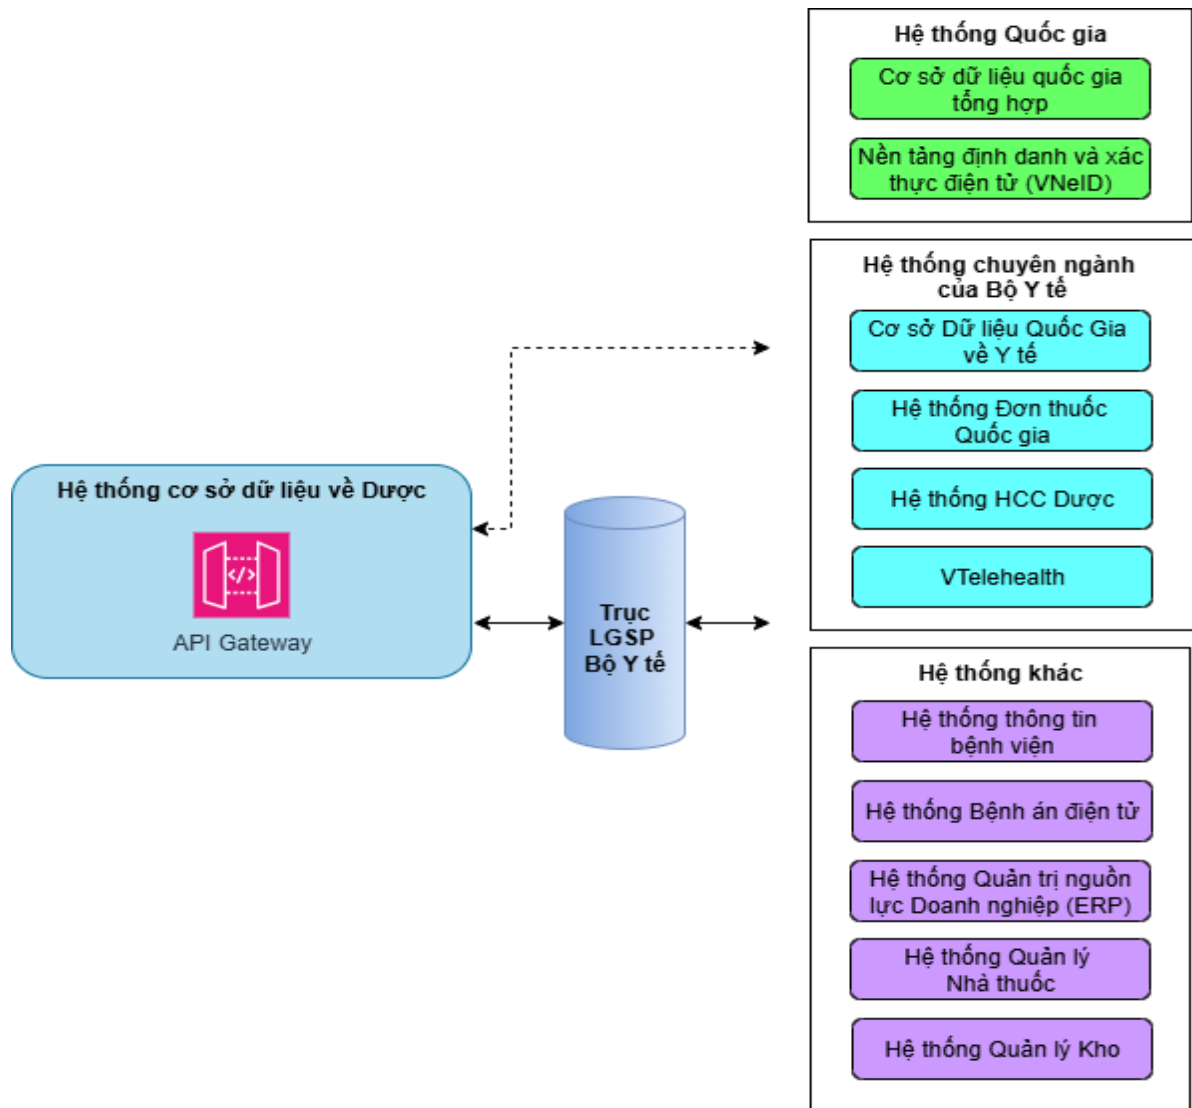 Hệ thống Quốc gia
Cơ sở dữ liệu quốc gia
tổng hợp
Nền tảng định danh và xác
thực điện tử (VNeID)
Hệ thống chuyên ngành
của Bộ Y tế
Cơ sở Dữ liệu Quốc Gia
về Y tế
Hệ thống Đơn thuốc
Quốc gia
Hệ thống HCC Dược
VTelehealth
Hệ thống cơ sở dữ liệu về Dược
</>
API Gateway
Trục
LGSP
Bộ Y tế
Hệ thống khác
Hệ thống thông tin
bệnh viện
Hệ thống Bệnh án điện tử
Hệ thống Quản trị nguồn
lực Doanh nghiệp (ERP)
Hệ thống Quản lý
Nhà thuốc
Hệ thống Quản lý Kho